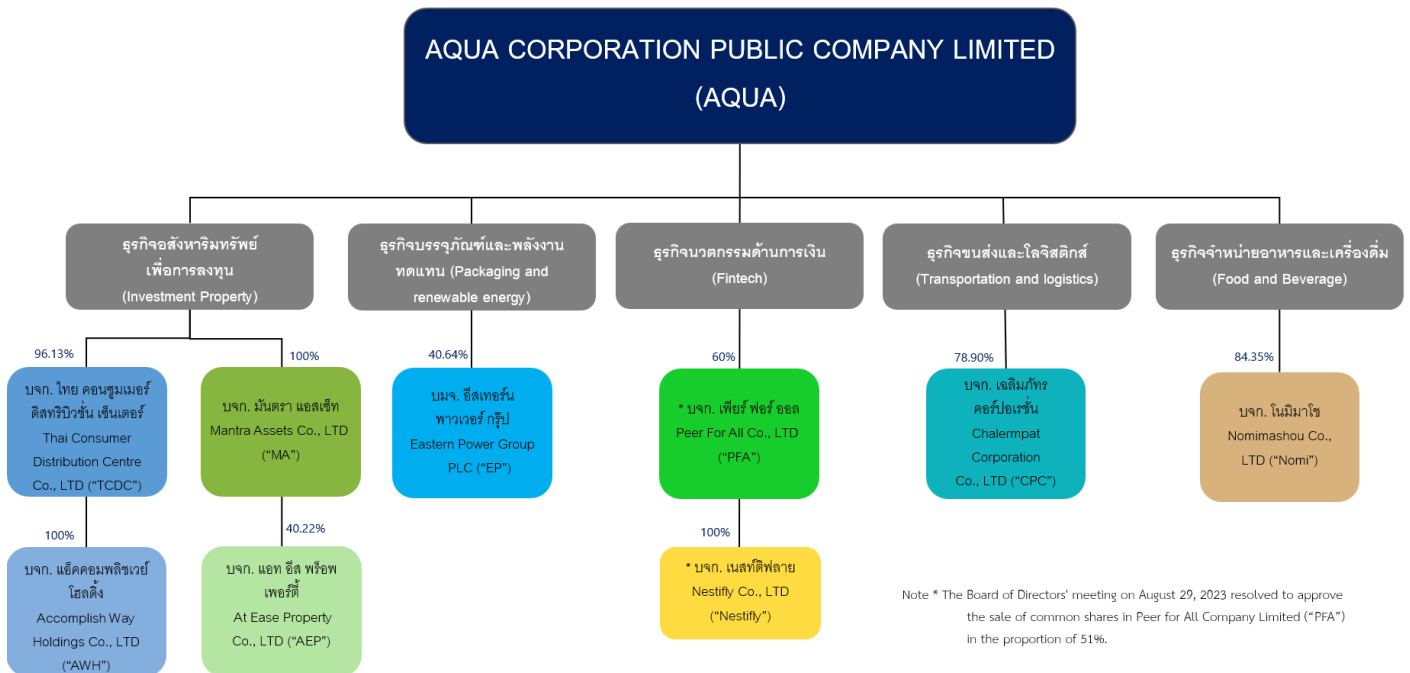 AQUA CORPORATION PUBLIC COMPANY LIMITED
(AQUA)
ธุรกิจอสังหาริมทรัพย์
เพื่อการลงทุน
(Investment Property)
ธุรกิจบรรจุภัณฑ์และพลังงาน
ทดแทน (Packaging and
renewable energy)
ธุรกิจนวตกรรมด้านการเงิน
(Fintech)
ธุรกิจขนส่งและโลจิสติกส์
(Transportation and logistics)
ธุรกิจจำหน่ายอาหารและเครื่องดื่ม
(Food and Beverage)
96.13%
100%
40.64%
60%
78.90%
84.35%
บจก. ไทย คอนซูมเมอร์
ดิสทริบิวชั่น เซ็นเตอร์
Thai Consumer
Distribution Centre
Co., LTD (“TCDC”)
บจก. มันตรา แอสเซ็ท
Mantra Assets Co., LTD
(“MA”)
บมจ. อีสเทอร์น
พาวเวอร์ กรุ๊ป
Eastern Power Group
PLC (“EP”)
* บจก. เพียร์ ฟอร์ ออล
Peer For All Co., LTD
(“PFA”)
บจก. เฉลิมภัทร
คอร์ปอเรชั่น
Chalermpat
Corporation
Co., LTD (“CPC”)
บจก. โนมิมาโช
Nomimashou Co.,
LTD (“Nomi”)
100%
40.22%
100%
บจก. แอ็คคอมพลิชเวย์
โฮลดิ้ง
Accomplish Way
Holdings Co., LTD
(“AWH”)
บจก. แอท อีส พร็อพ
เพอร์ตี้
At Ease Property
Co., LTD (“AEP”)
* บจก. เนสท์ติฟลาย
Nestifly Co., LTD
(“Nestifly”)
Note * The Board of Directors' meeting on August 29, 2023 resolved to approve
the sale of common shares in Peer for All Company Limited (“PFA”)
in the proportion of 51%.